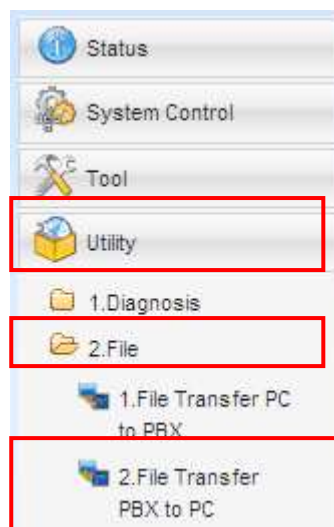 Status
System Control
Tool
Utility
1.Diagnosis
2.File
1.File Transfer PC
to PBX
2.File Transfer
PBX to PC